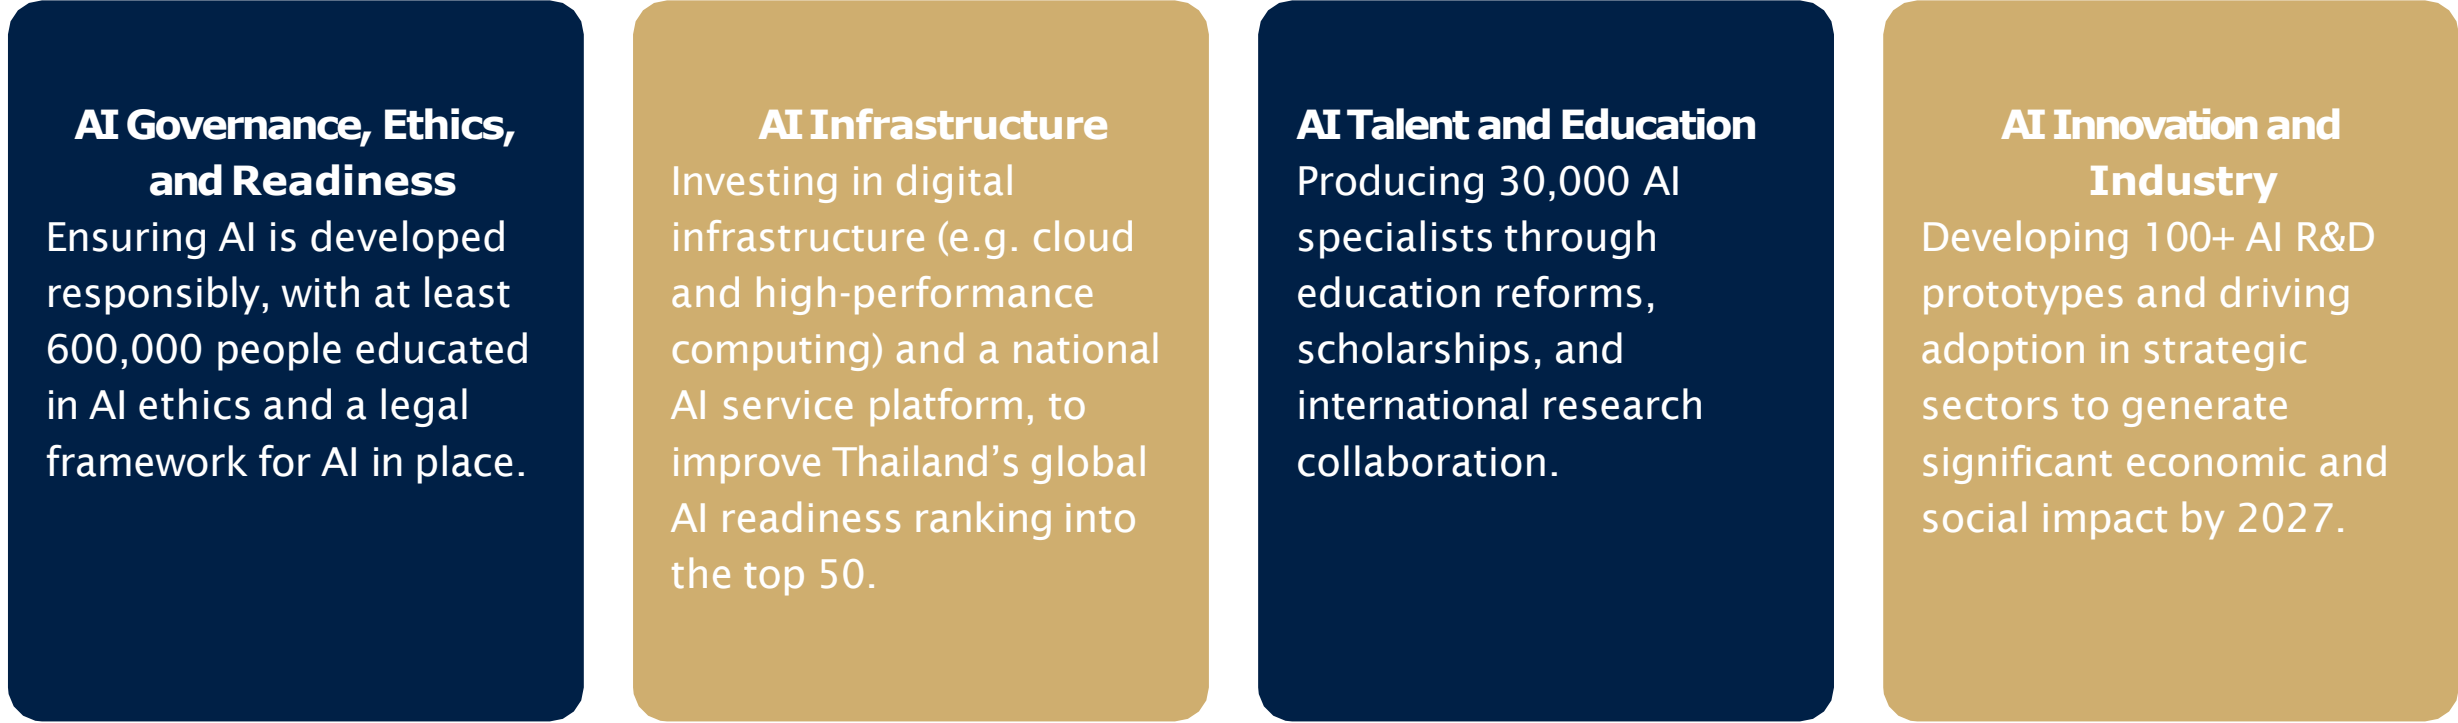 AI Governance, Ethics,
and Readiness
Ensuring AI is developed
responsibly, with at least
600,000 people educated
in AI ethics and a legal
framework for AI in place.
AI Infrastructure
Investing in digital
infrastructure (e.g. cloud
and high-performance
computing) and a national
AI service platform, to
improve Thailand’s global
AI readiness ranking into
the top 50.
AI Talent and Education
Producing 30,000 AI
specialists through
education reforms,
scholarships, and
international research
collaboration.
AI Innovation and
Industry
Developing 100+ AI R&D
prototypes and driving
adoption in strategic
sectors to generate
significant economic and
social impact by 2027.